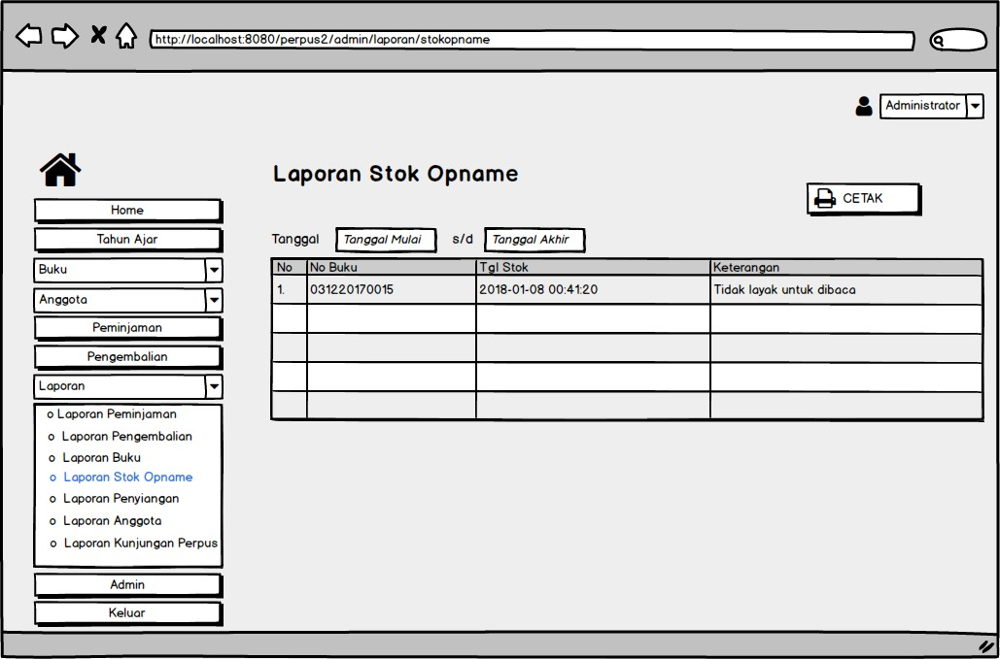 http://localhost:8080/perpus2/admin/laporan/stokopname
Administrator
Laporan Stok Opname
CETAK
Home
Tahun Ajar
Buku
Anggota
Peminjaman
Pengembalian
Laporan
o Laporan Peminjaman
o Laporan Pengembalian
o Laporan Buku
o Laporan Stok Opname
o Laporan Penyiangan
o Laporan Anggota
o Laporan Kunjungan Perpus
Admin
Keluar
Tanggal Tanggal Mulai s/d Tanggal Akhir
No No Buku Tgl Stok Keterangan
1. 031220170015 2018-01-08 00:41:20 Tidak layak untuk dibaca